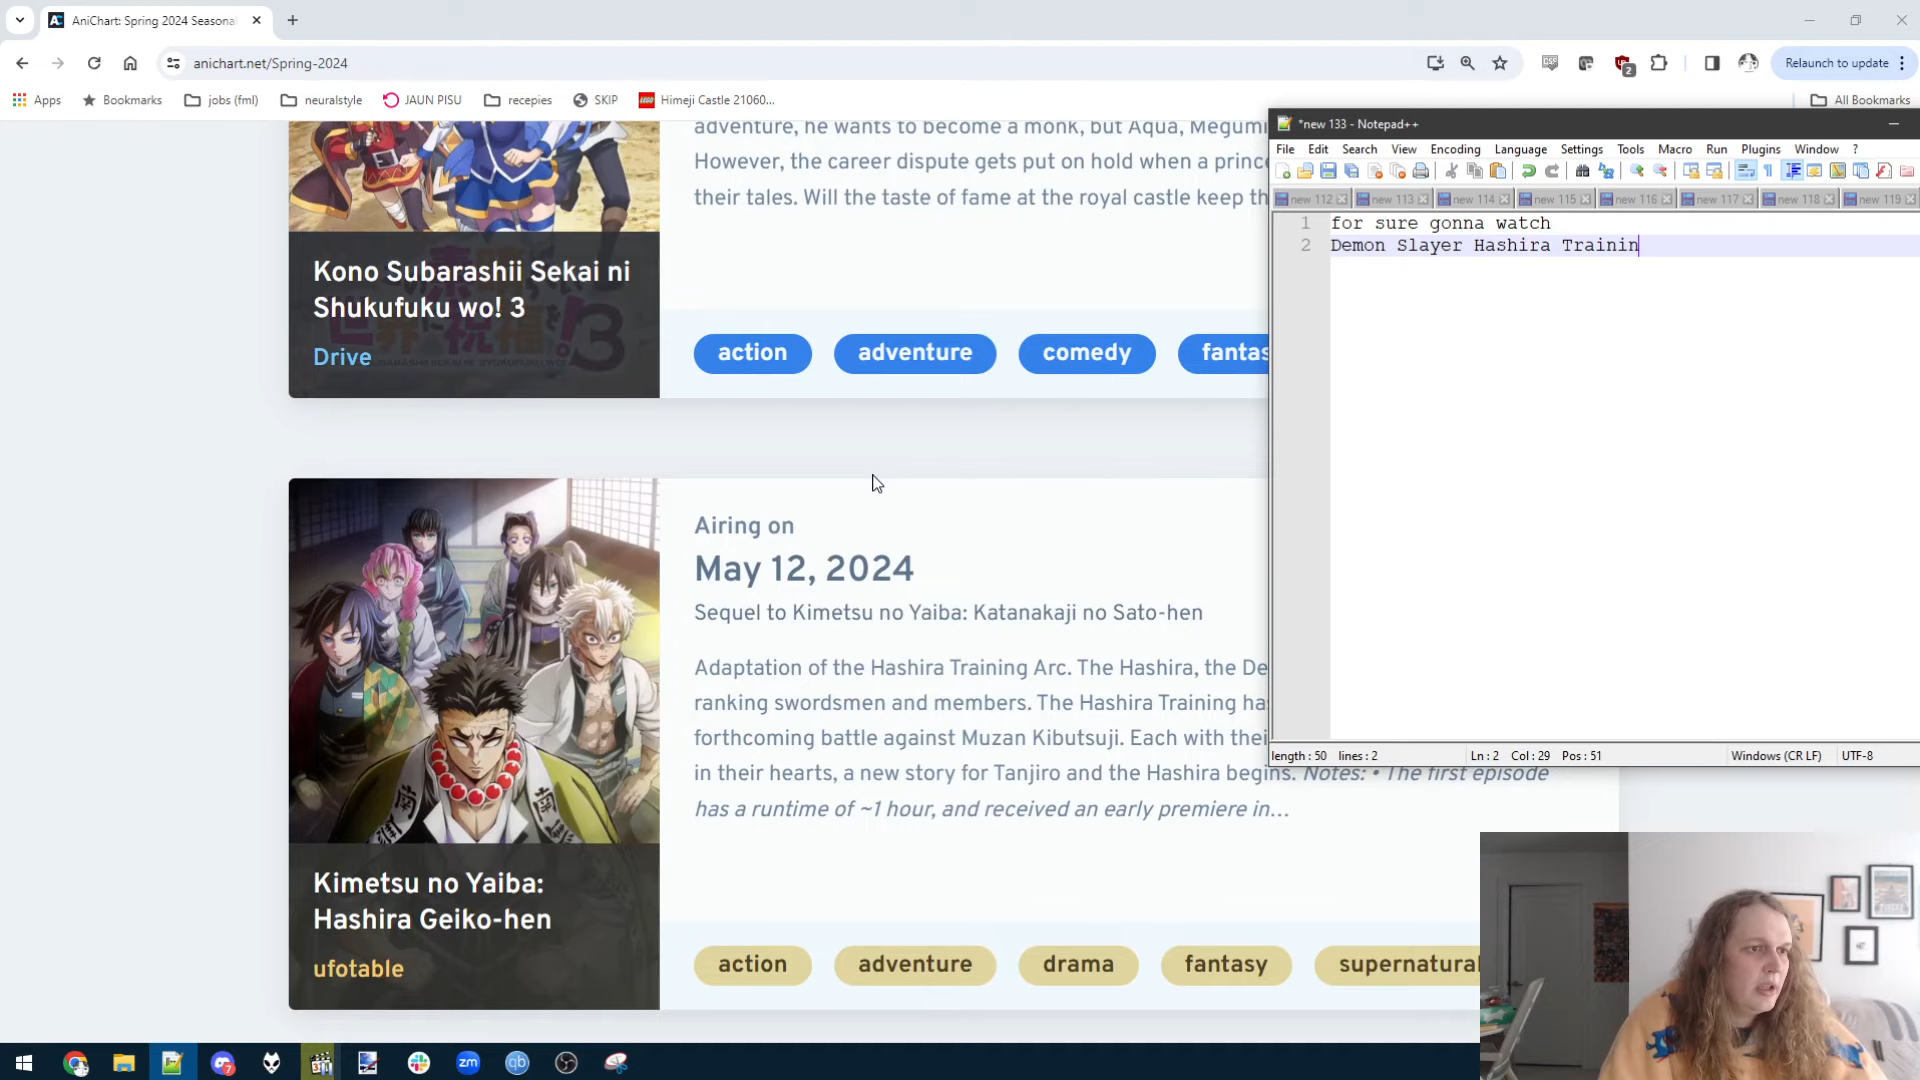 AniChart: Spring 2024 Seasona
anichart.net/Spring-2024
Relaunch to update
2
Apps
Bookmarks
jobs (fml)
neuralstyle
JAUN PISU
recepies
SKIP
Himeji Castle 21060...
All Bookmarks
adventure, he wants to become a monk, but Aqua, Megumi
However, the career dispute gets put on hold when a prince
their tales. Will the taste of fame at the royal castle keep th
Kono Subarashii Sekai ni
Shukufuku wo! 3
Drive
action
adventure
comedy
fantas
Airing on
May 12, 2024
Sequel to Kimetsu no Yaiba: Katanakaji no Sato-hen
Adaptation of the Hashira Training Arc. The Hashira, the De
ranking swordsmen and members. The Hashira Training ha
forthcoming battle against Muzan Kibutsuji. Each with thei
in their hearts, a new story for Tanjiro and the Hashira begins. Notes: • The first episode
has a runtime of ~1 hour, and received an early premiere in...
Kimetsu no Yaiba:
Hashira Geiko-hen
ufotable
action
adventure
drama
fantasy
supernatural
*new 133 - Notepad++
File Edit Search View Encoding Language Settings Tools Macro Run Plugins Window ?
new 112
new 113
new 114
new 115
new 116
new 117
new 118
new 119
1 for sure gonna watch
2 Demon Slayer Hashira Trainin
length : 50 lines : 2
Ln : 2 Col : 29 Pos : 51
Windows (CR LF)
UTF-8
zm
qb